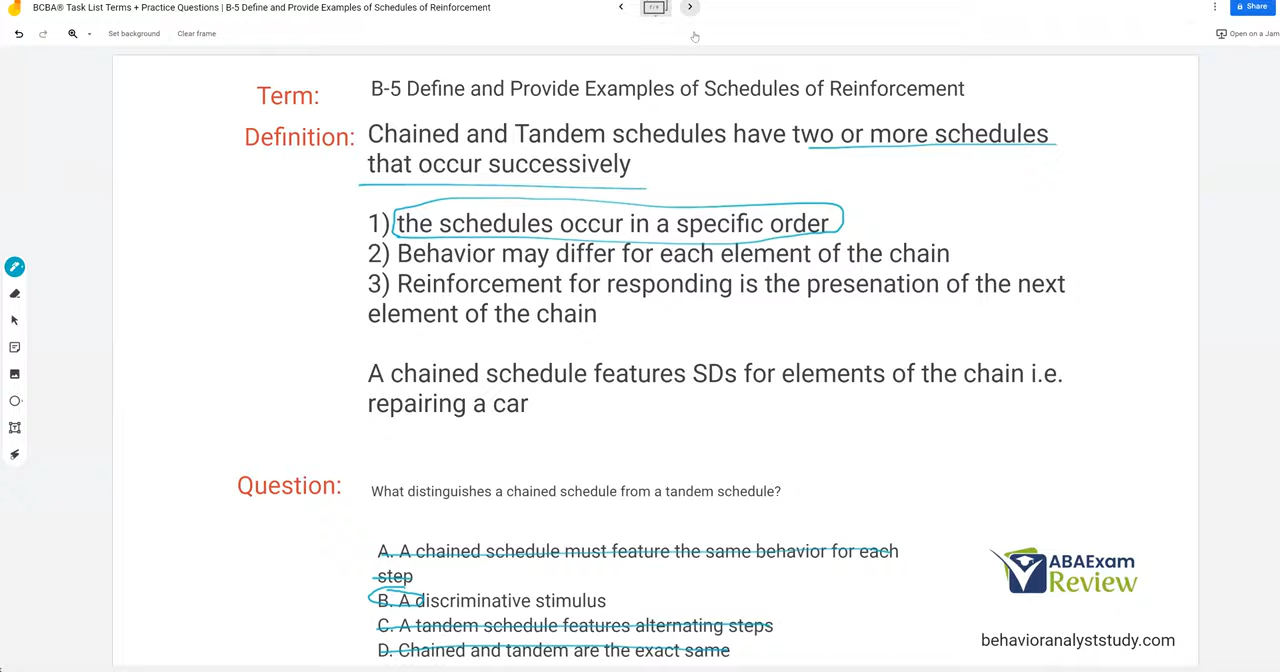 BCBA® Task List Terms + Practice Questions | B-5 Define and Provide Examples of Schedules of Reinforcement
Share
Set background
Clear frame
Open on a Jam
Term:
B-5 Define and Provide Examples of Schedules of Reinforcement
Definition:
Chained and Tandem schedules have two or more schedules
that occur successively
1) the schedules occur in a specific order
2) Behavior may differ for each element of the chain
3) Reinforcement for responding is the presenation of the next
element of the chain
A chained schedule features SDs for elements of the chain i.e.
repairing a car
Question:
What distinguishes a chained schedule from a tandem schedule?
A. A chained schedule must feature the same behavior for each
step
B. A discriminative stimulus
C. A tandem schedule features alternating steps
D. Chained and tandem are the exact same
ABAExam
Review
behavioranalyststudy.com